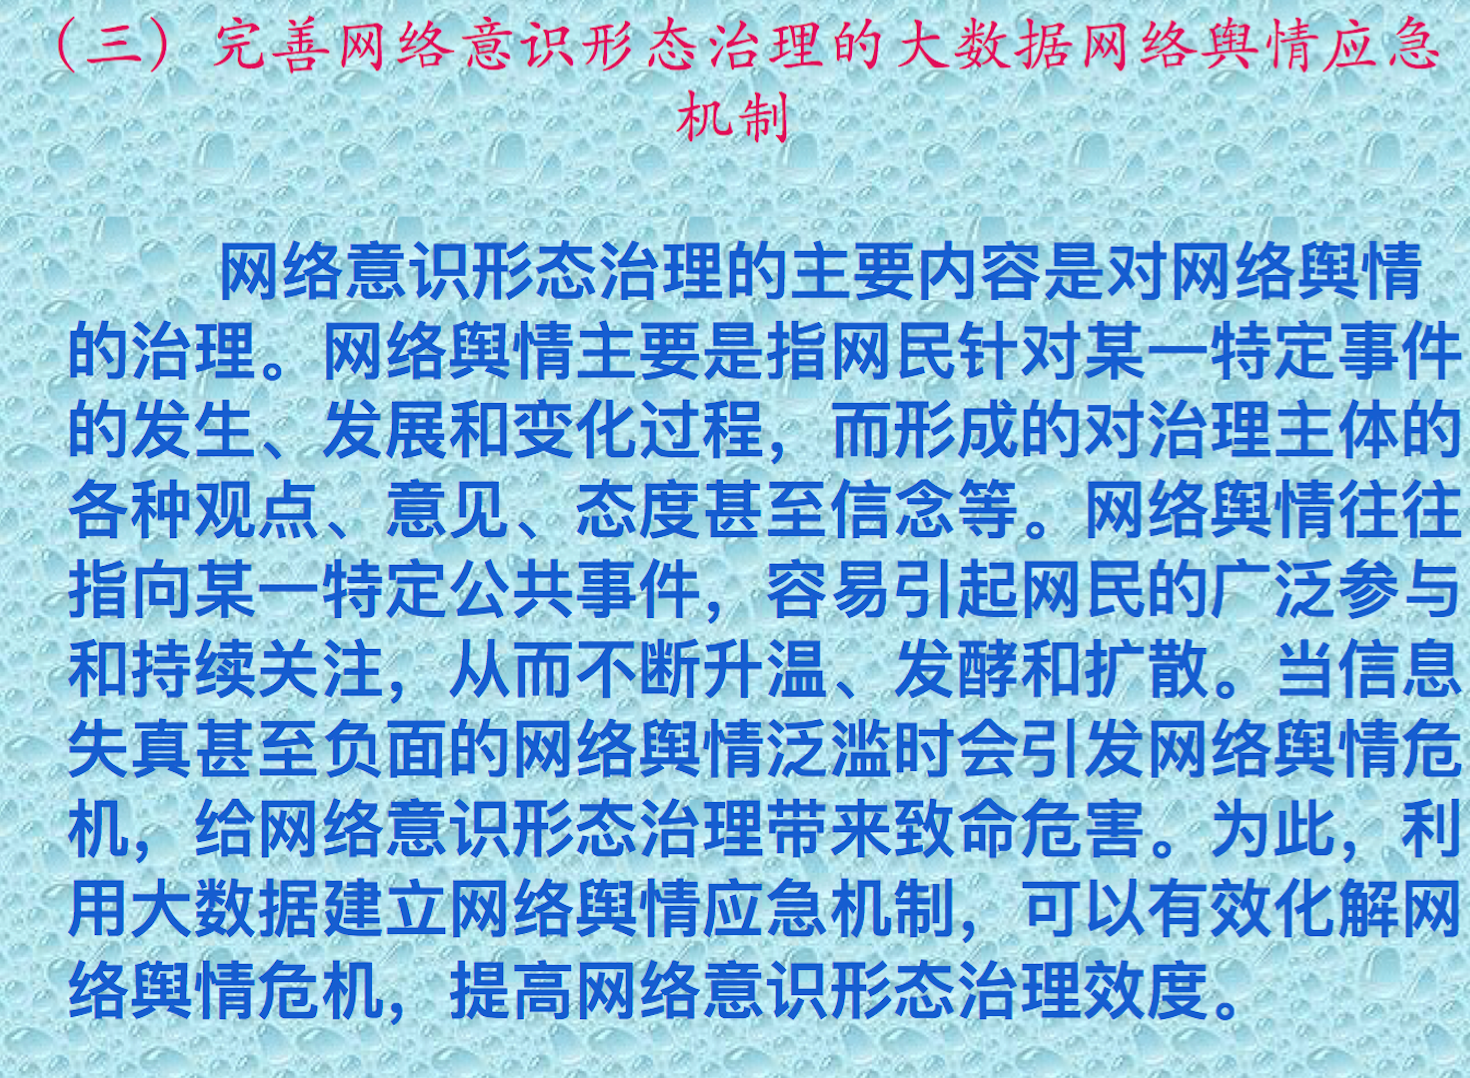 （三）完善网络意识形态治理的大数据网络舆情应急
机制
网络意识形态治理的主要内容是对网络舆情
的治理。网络舆情主要是指网民针对某一特定事件
的发生、发展和变化过程，而形成的对治理主体的
各种观点、意见、态度甚至信念等。网络舆情往往
指向某一特定公共事件，容易引起网民的广泛参与
和持续关注，从而不断升温、发酵和扩散。当信息
失真甚至负面的网络舆情泛滥时会引发网络舆情危
机，给网络意识形态治理带来致命危害。为此，利
用大数据建立网络舆情应急机制，可以有效化解网
络舆情危机，提高网络意识形态治理效度。